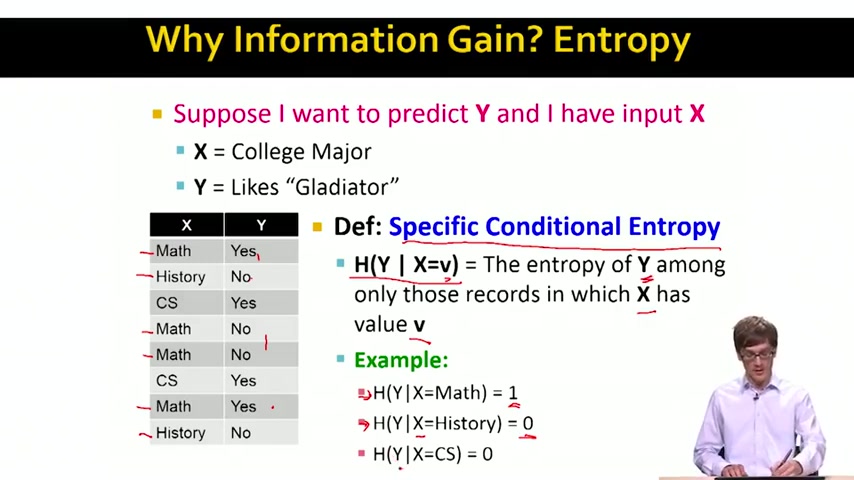 Why Information Gain? Entropy
Suppose I want to predict Y and I have input X
X = College Major
Y = Likes “Gladiator”
X Y
Math Yes
History No
CS Yes
Math No
Math No
CS Yes
Math Yes
History No
Def: Specific Conditional Entropy
H(Y | X=v) = The entropy of Y among
only those records in which X has
value v
Example:
H(Y|X=Math) = 1
H(Y|X=History) = 0
H(Y|X=CS) = 0